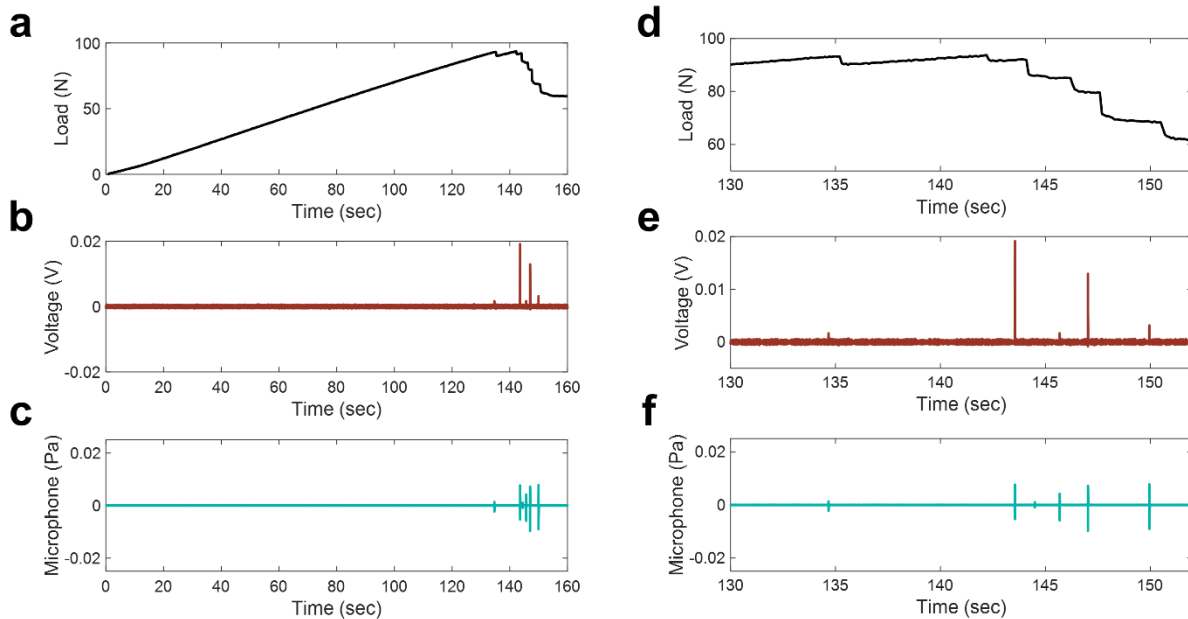 a
100
50
0
Load (N)
0 20 40 60 80 100 120 140 160
Time (sec)
b
0.02
0
-0.02
Voltage (V)
0 20 40 60 80 100 120 140 160
Time (sec)
c
0.02
0
-0.02
Microphone (Pa)
0 20 40 60 80 100 120 140 160
Time (sec)
d
100
80
60
Load (N)
130 135 140 145 150
Time (sec)
e
0.02
0.01
0
Voltage (V)
130 135 140 145 150
Time (sec)
f
0.02
0
-0.02
Microphone (Pa)
130 135 140 145 150
Time (sec)